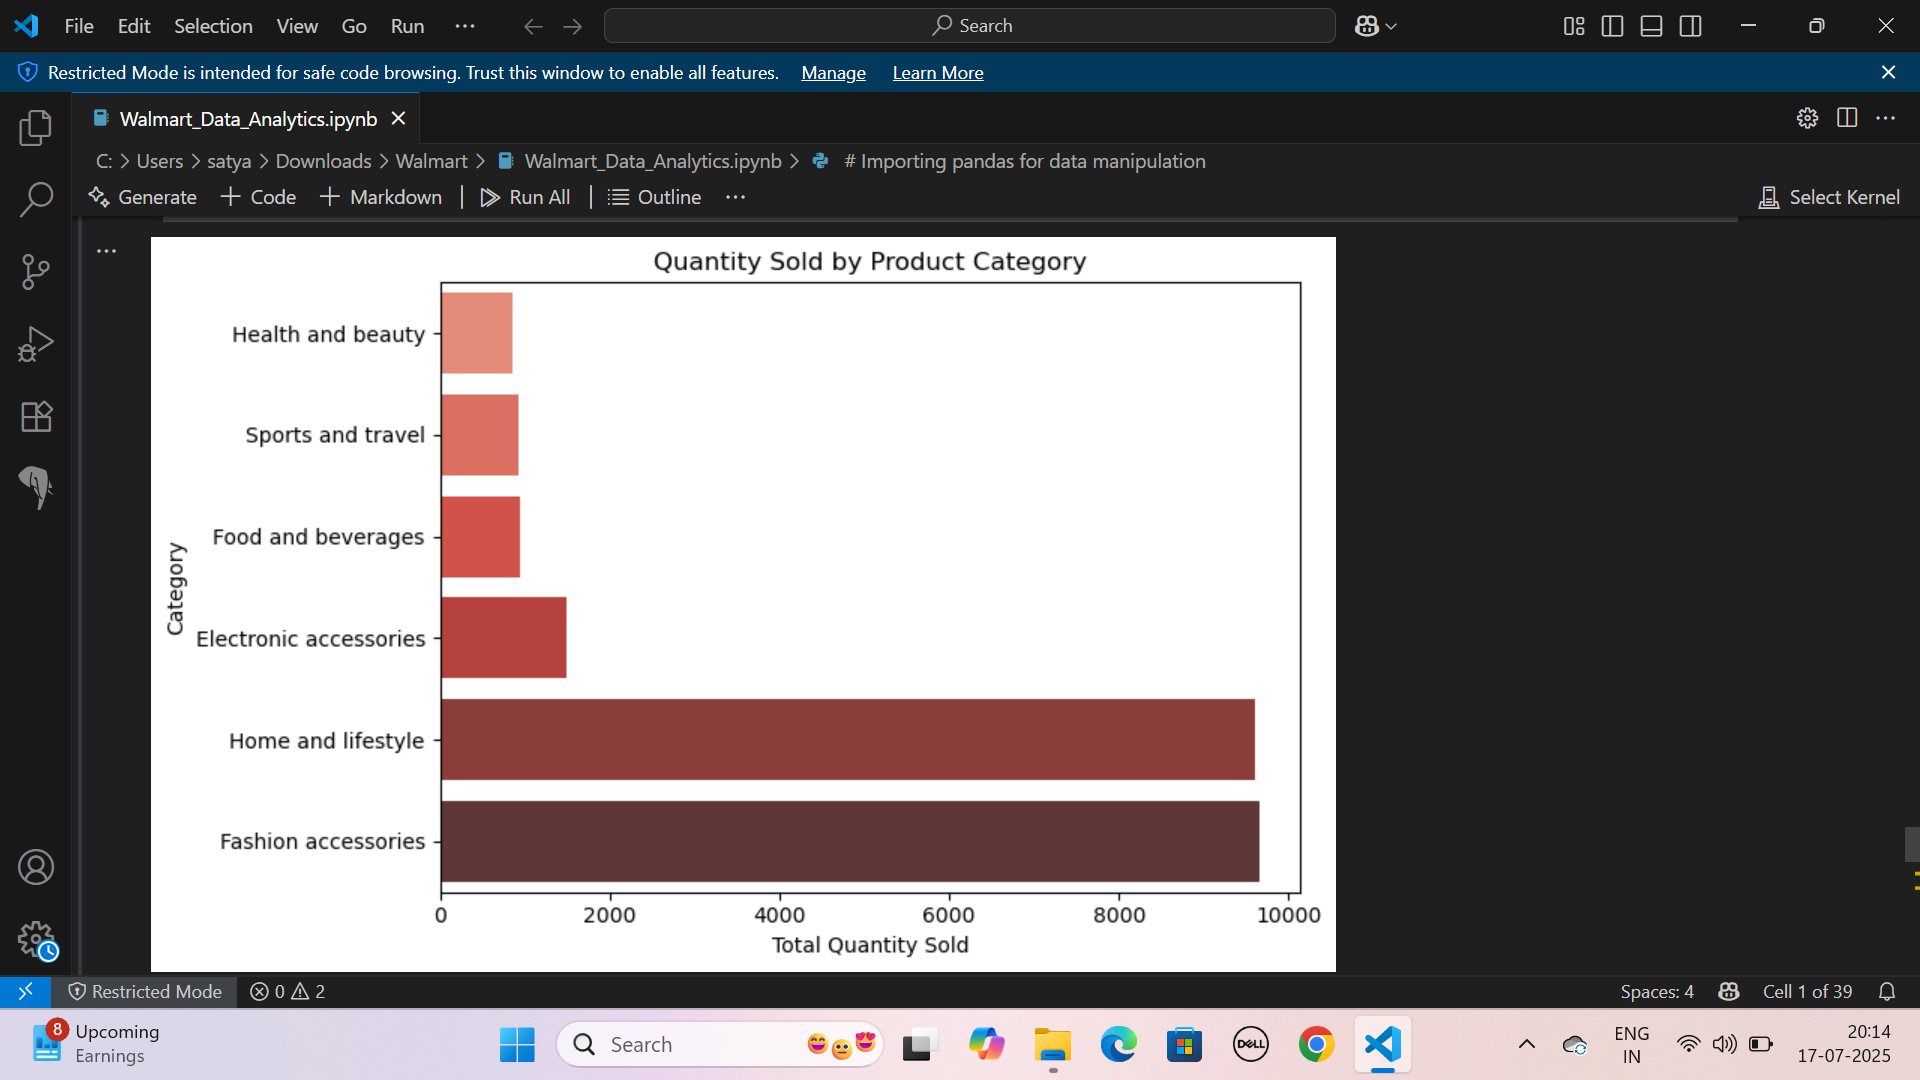 File Edit Selection View Go Run ··· Search
Restricted Mode is intended for safe code browsing. Trust this window to enable all features. Manage Learn More
Walmart_Data_Analytics.ipynb
C: > Users > satya > Downloads > Walmart > Walmart_Data_Analytics.ipynb > # Importing pandas for data manipulation
Generate + Code + Markdown Run All Outline ··· Select Kernel
Quantity Sold by Product Category
Category
Health and beauty
Sports and travel
Food and beverages
Electronic accessories
Home and lifestyle
Fashion accessories
0 2000 4000 6000 8000 10000
Total Quantity Sold
Restricted Mode 0 2 Spaces: 4 Cell 1 of 39
8 Upcoming
Earnings
Search
DELL
ENG
IN
20:14
17-07-2025